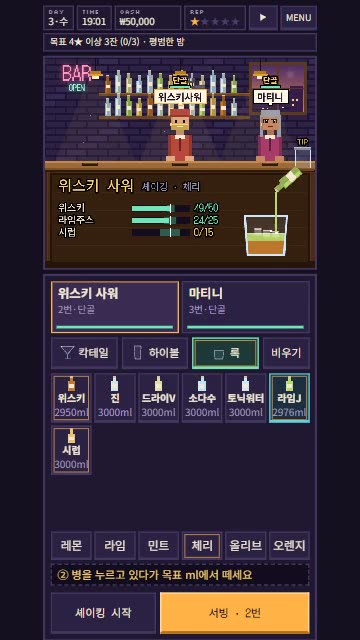 DAY
3·수
TIME
19:01
CASH
₩50,000
REP
★★★★★
▶
MENU
목표 4★ 이상 3잔 (0/3) · 평범한 밤
BAR
OPEN
단골
위스키사워
단골
마티니
TIP
위스키 사워 셰이킹 · 체리
위스키 49/50
라임주스 24/25
시럽 0/15
위스키 사워
2번·단골
마티니
3번·단골
칵테일
하이볼
록
비우기
위스키
2950ml
진
3000ml
드라이V
3000ml
소다수
3000ml
토닉워터
3000ml
라임J
2976ml
시럽
3000ml
레몬
라임
민트
체리
올리브
오렌지
② 병을 누르고 있다가 목표 ml에서 떼세요
셰이킹 시작
서빙 · 2번